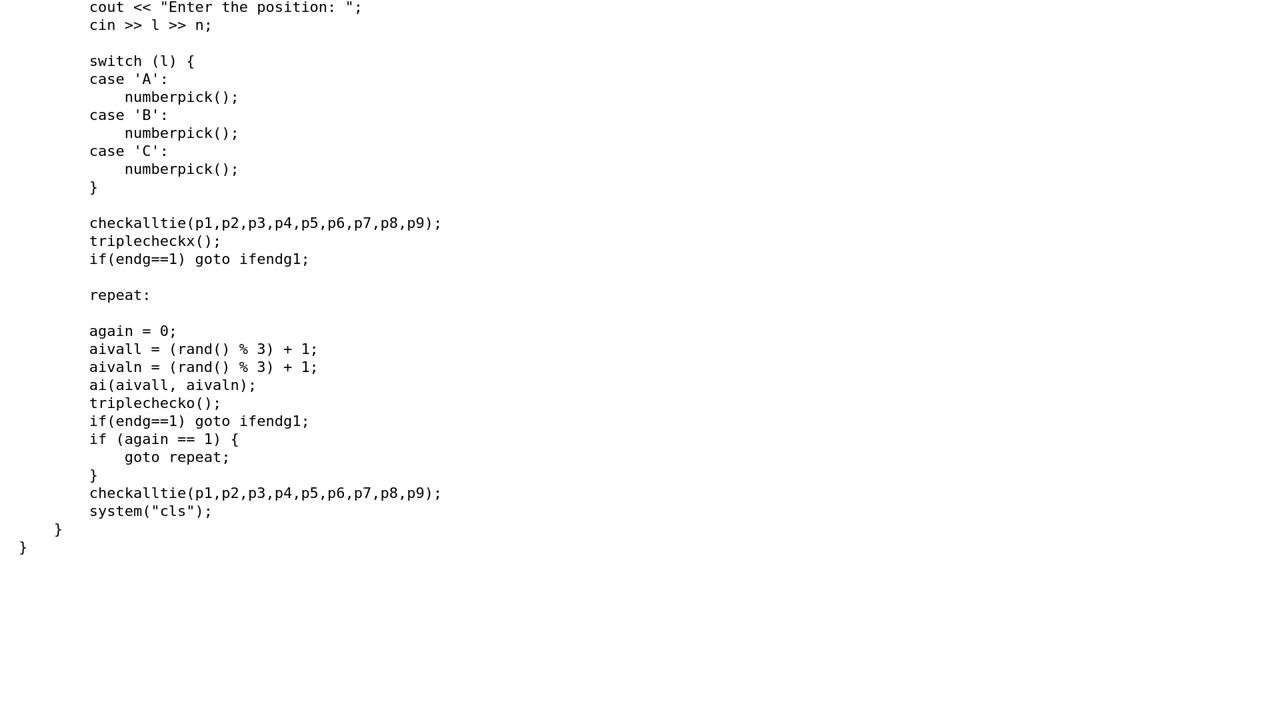 cout << "Enter the position: ";
cin >> l >> n;
switch (l) {
case 'A':
numberpick();
case 'B':
numberpick();
case 'C':
numberpick();
}
checkalltie(p1,p2,p3,p4,p5,p6,p7,p8,p9);
triplecheckx();
if(endg==1) goto ifendg1;
repeat:
again = 0;
aivall = (rand() % 3) + 1;
aivaln = (rand() % 3) + 1;
ai(aivall, aivaln);
triplechecko();
if(endg==1) goto ifendg1;
if (again == 1) {
goto repeat;
}
checkalltie(p1,p2,p3,p4,p5,p6,p7,p8,p9);
system("cls");
}
}